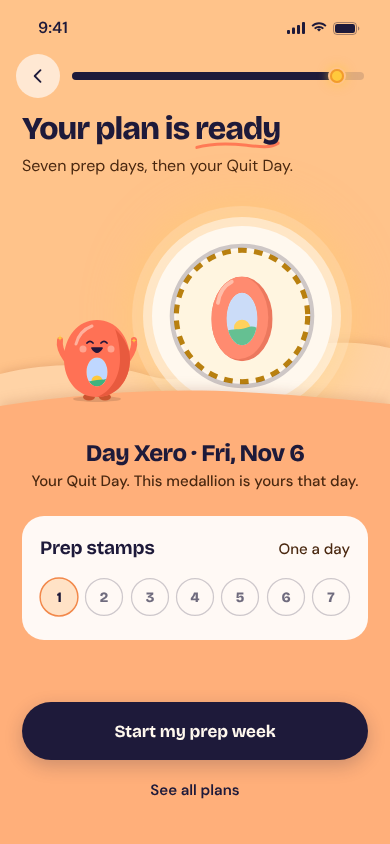 9:41
Your plan is ready
Seven prep days, then your Quit Day.
Day Xero · Fri, Nov 6
Your Quit Day. This medallion is yours that day.
Prep stamps
One a day
1 2 3 4 5 6 7
Start my prep week
See all plans